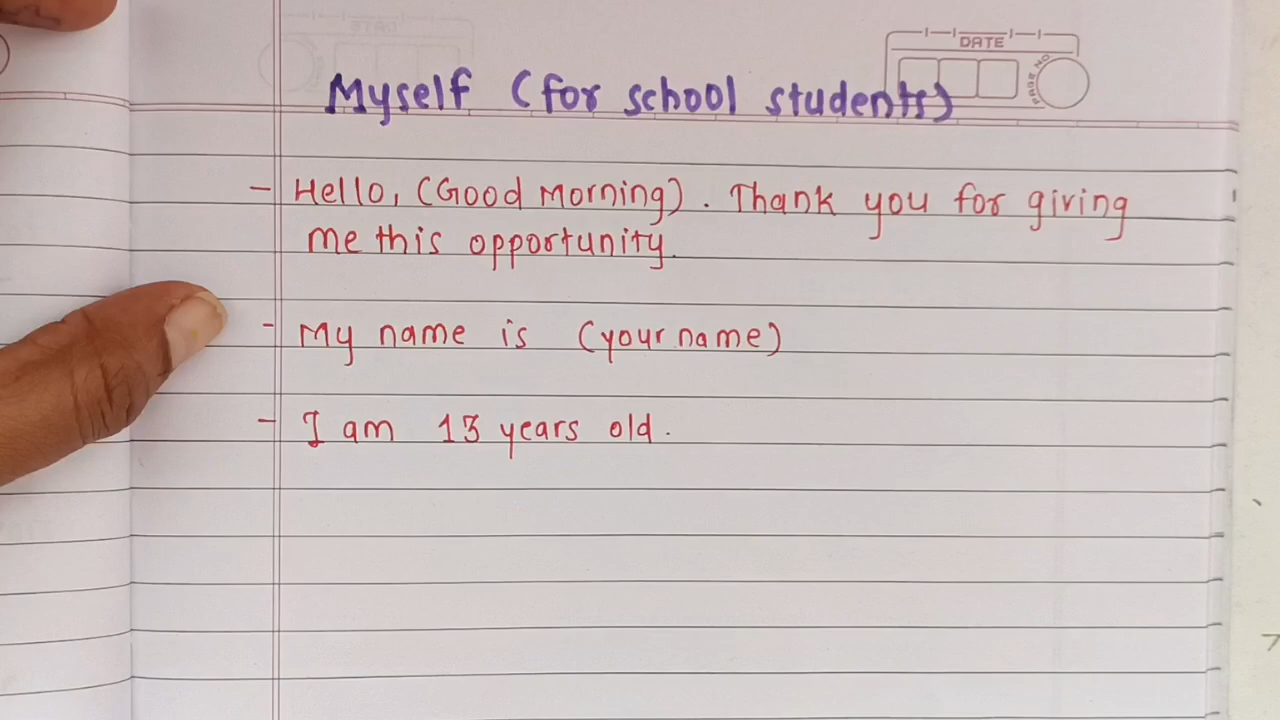 DATE
Myself (for school students)
- Hello, (Good Morning). Thank you for giving
me this opportunity.
- My name is (your name)
- I am 13 years old.